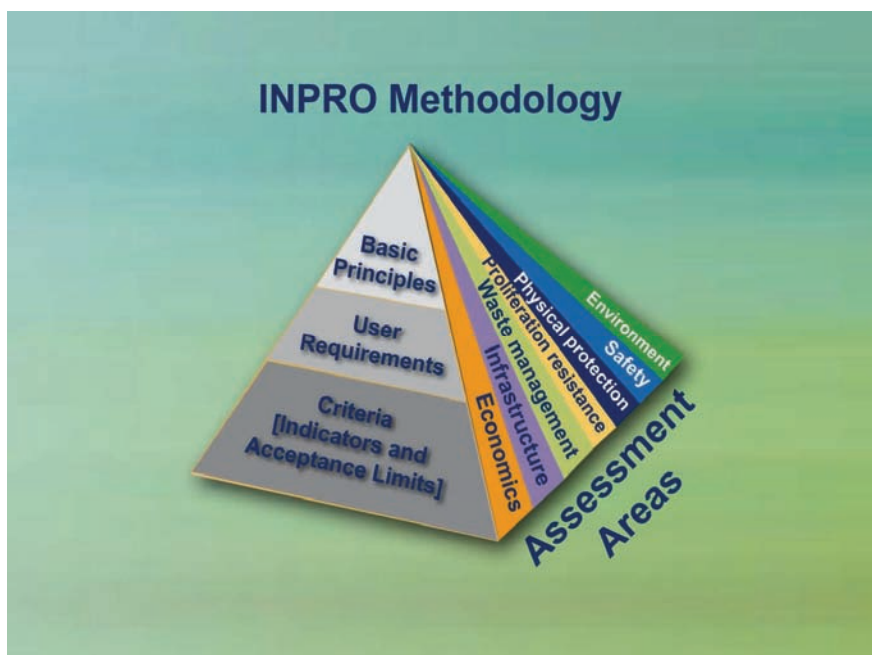 INPRO Methodology
Basic
Principles
User
Requirements
Criteria
[Indicators and
Acceptance Limits]
Economics
Infrastructure
Waste management
Proliferation resistance
Physical protection
Safety
Environment
Assessment
Areas